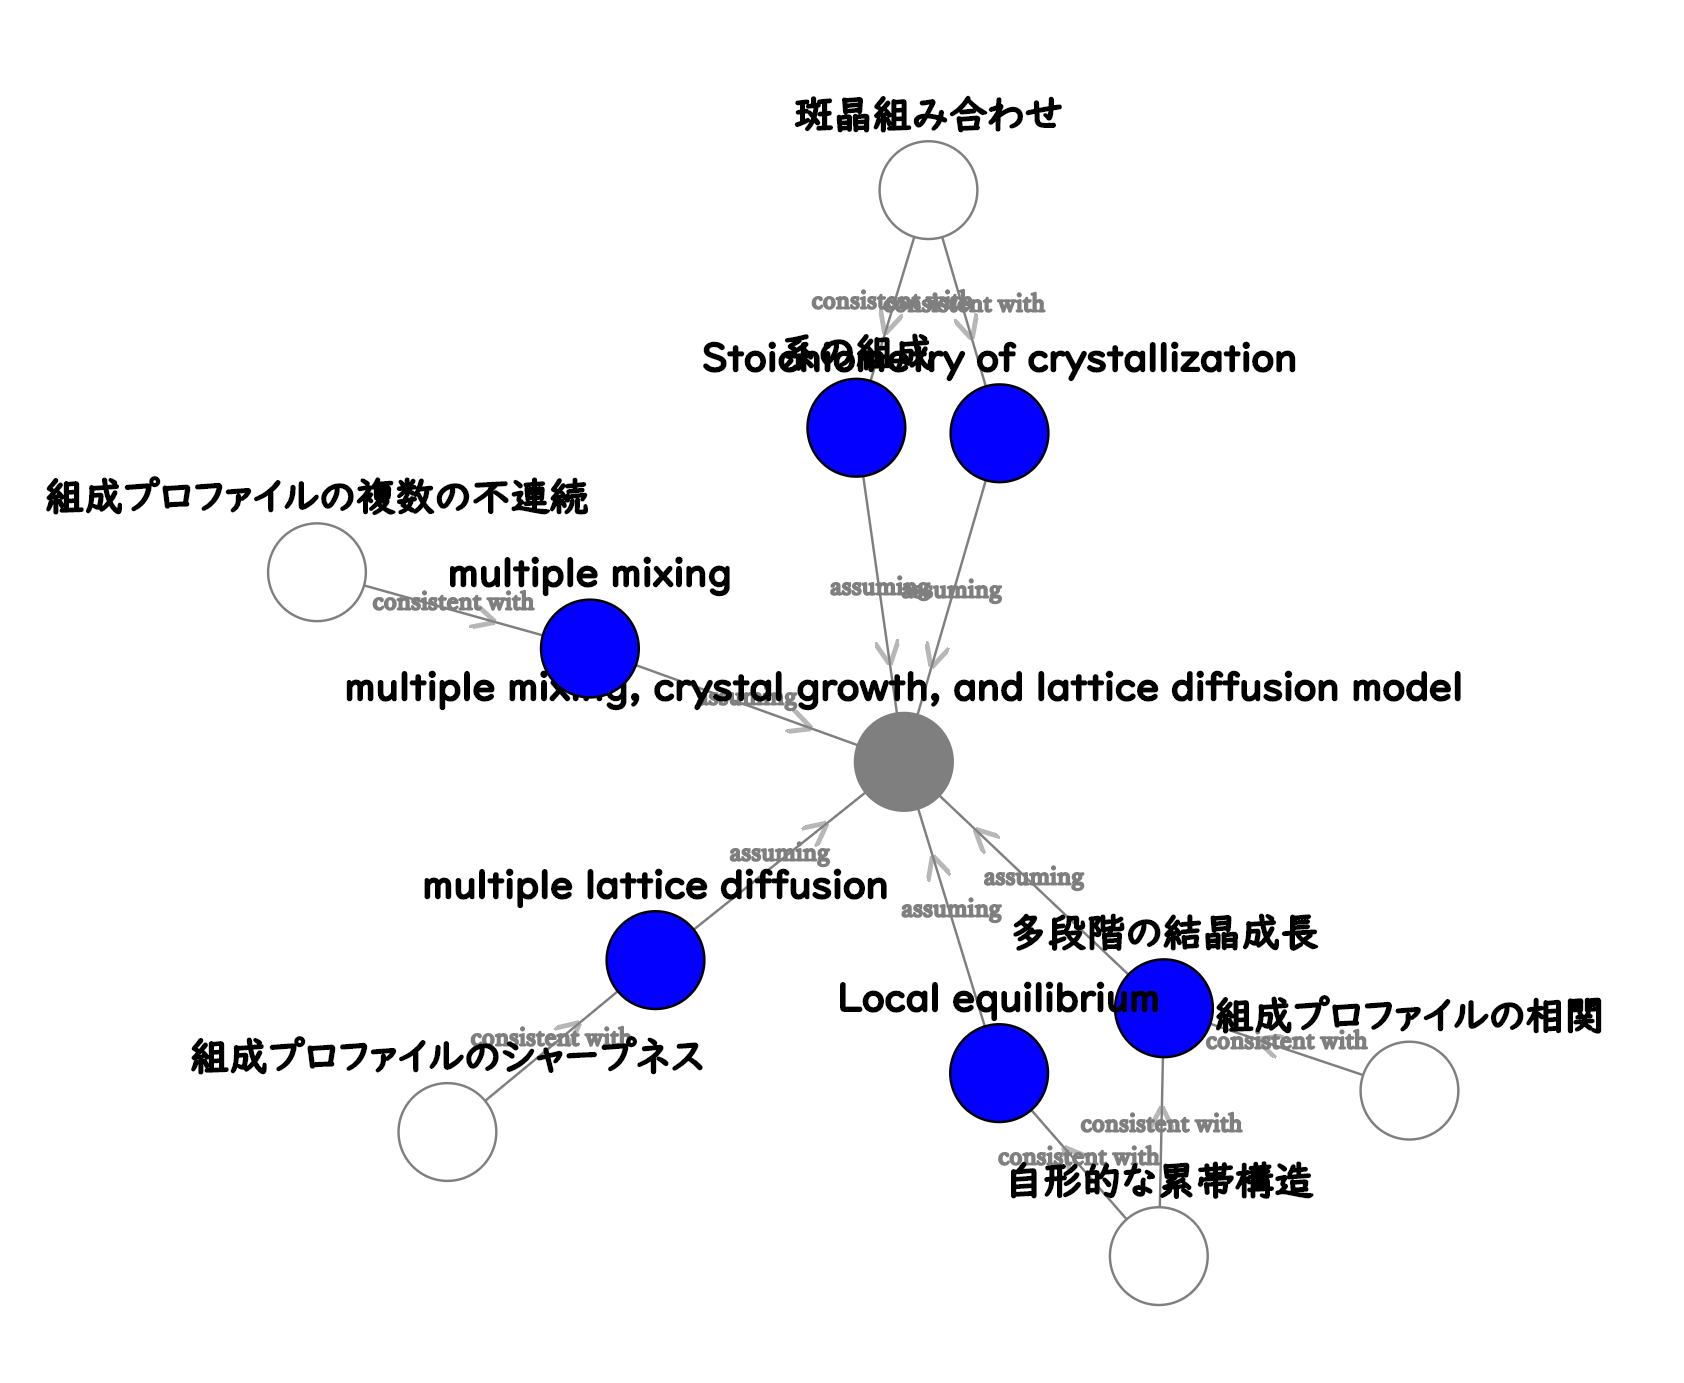 斑晶組み合わせ
consistent with
consistent with
系の組成
Stoichiometry of crystallization
組成プロファイルの複数の不連続
multiple mixing
consistent with
assuming
assuming
multiple mixing, crystal growth, and lattice diffusion model
assuming
assuming
multiple lattice diffusion
assuming
assuming
多段階の結晶成長
Local equilibrium
組成プロファイルの相関
consistent with
consistent with
組成プロファイルのシャープネス
consistent with
consistent with
自形的な累帯構造